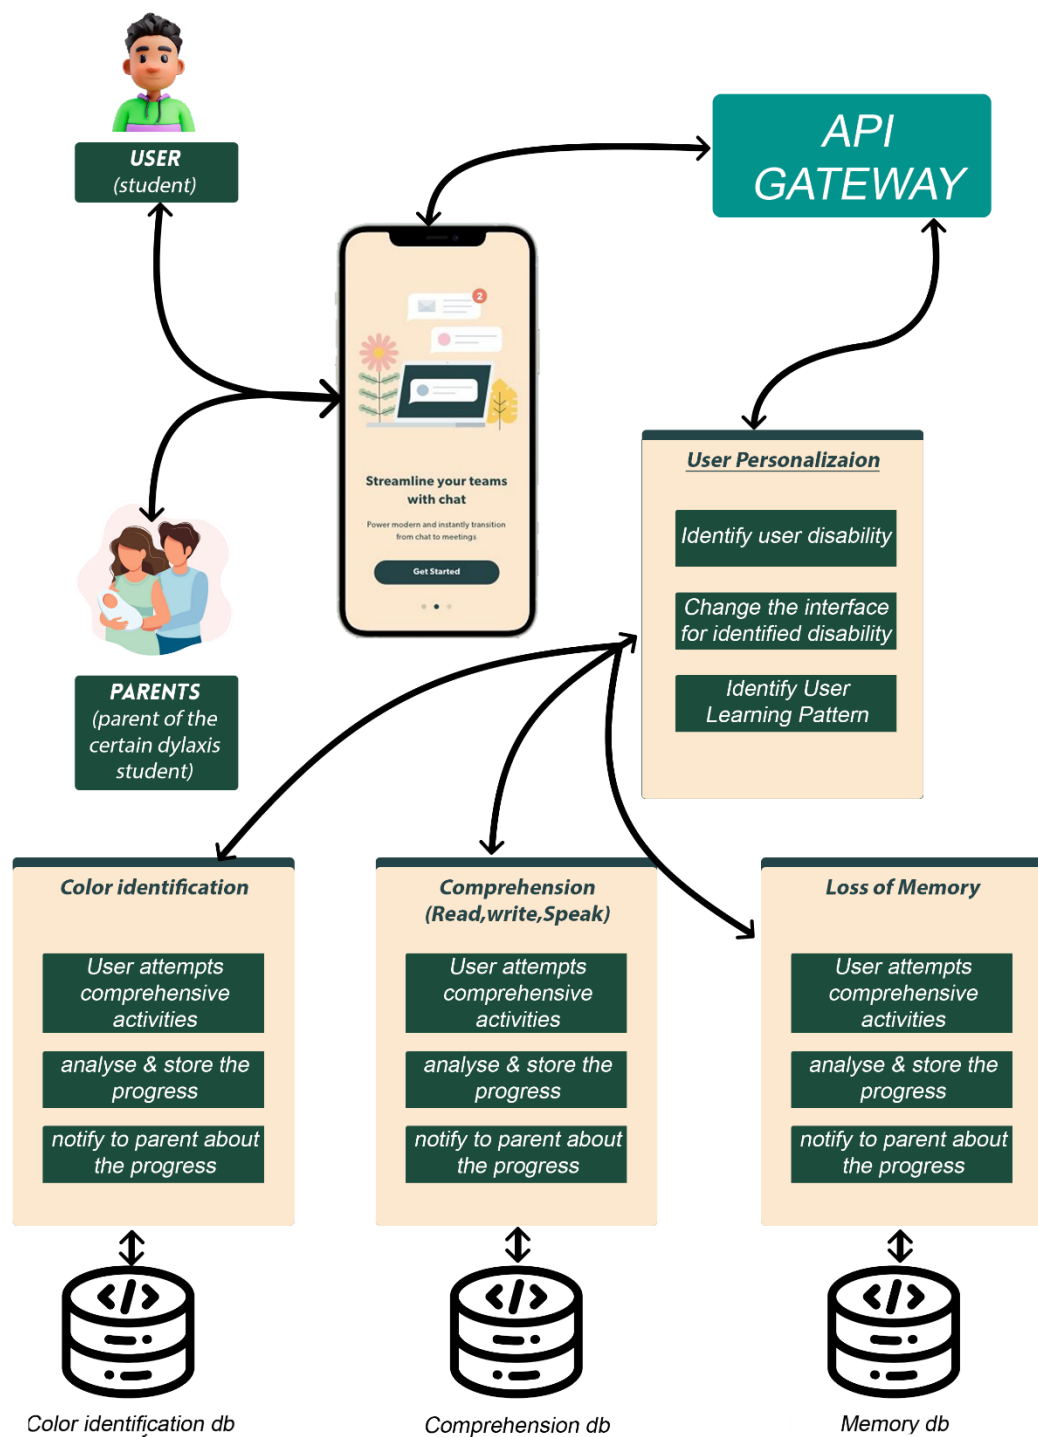 USER
(student)
API
GATEWAY
2
Streamline your teams
with chat
Power modern and instantly transition
from chat to meetings
Get Started
PARENTS
(parent of the
certain dylaxis
student)
User Personalizaion
Identify user disability
Change the interface
for identified disability
Identify User
Learning Pattern
Color identification
User attempts
comprehensive
activities
analyse & store the
progress
notify to parent about
the progress
Comprehension
(Read,write,Speak)
User attempts
comprehensive
activities
analyse & store the
progress
notify to parent about
the progress
Loss of Memory
User attempts
comprehensive
activities
analyse & store the
progress
notify to parent about
the progress
</>
</>
</>
Color identification db
Comprehension db
Memory db